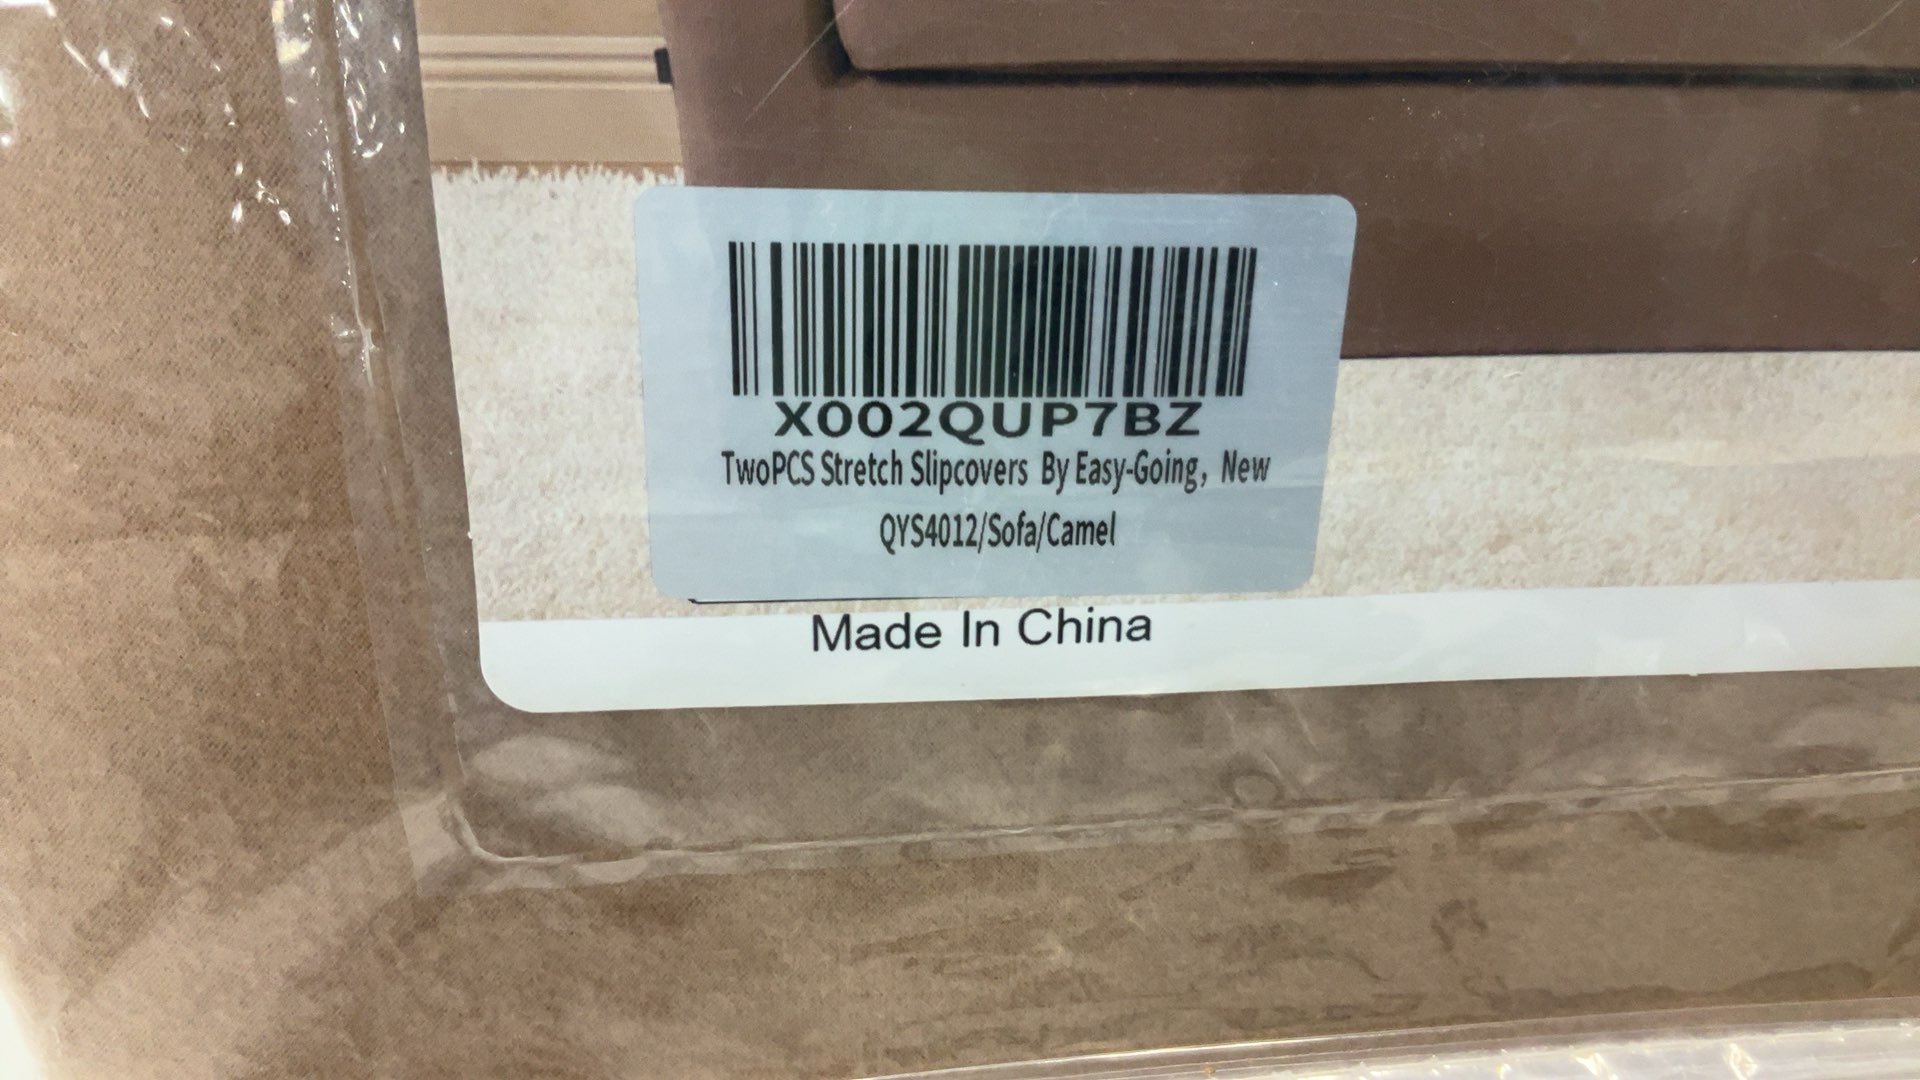 X002QUP7BZ
TwoPCS Stretch Slipcovers By Easy-Going, New
QYS4012/Sofa/Camel
Made In China